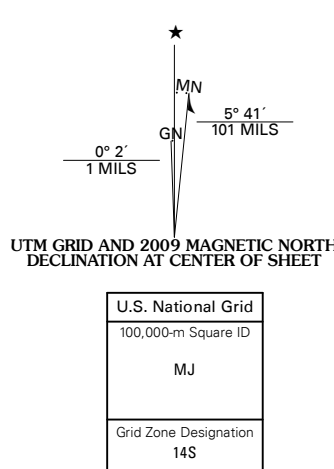 ★
MN
5° 41´
101 MILS
GN
0° 2´
1 MILS
UTM GRID AND 2009 MAGNETIC NORTH
DECLINATION AT CENTER OF SHEET
U.S. National Grid
100,000-m Square ID
MJ
Grid Zone Designation
14S